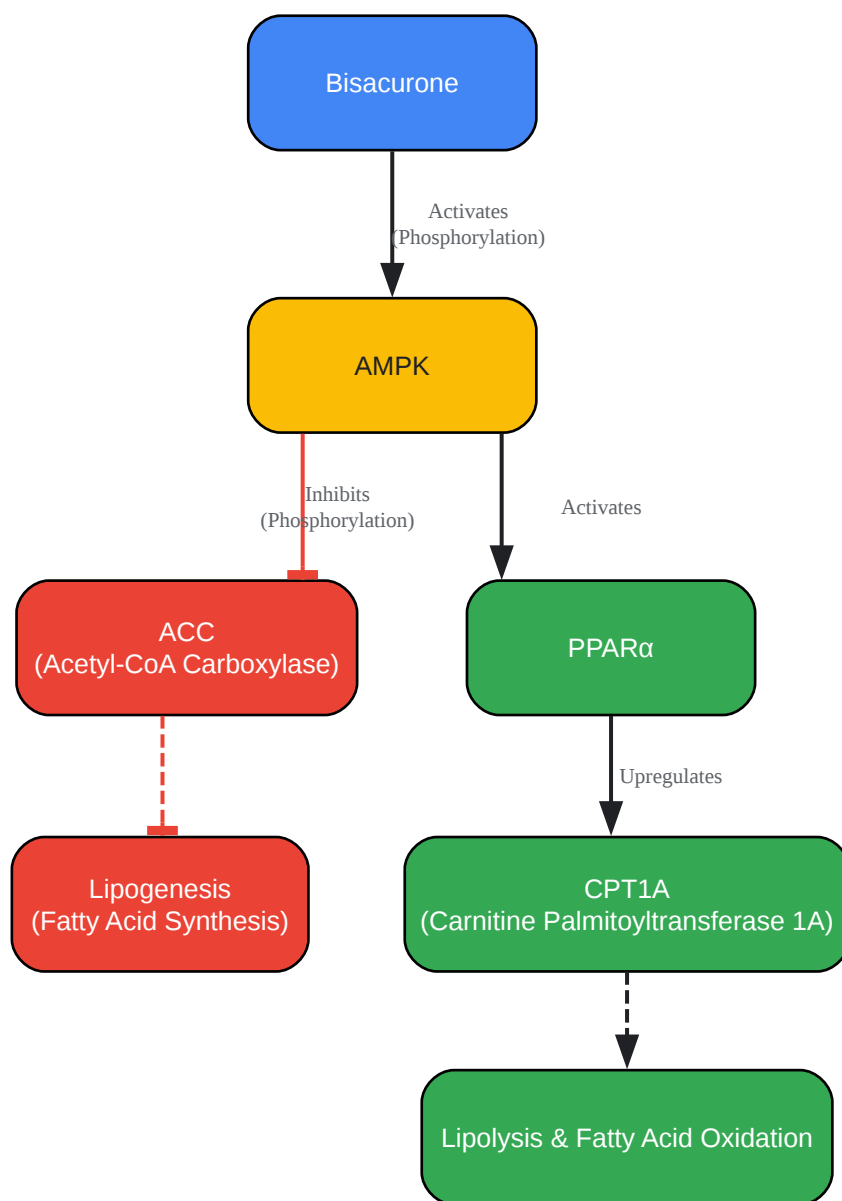 Bisacurone
Activates
(Phosphorylation)
AMPK
Inhibits
(Phosphorylation)
Activates
ACC
(Acetyl-CoA Carboxylase)
PPARα
Upregulates
Lipogenesis
(Fatty Acid Synthesis)
CPT1A
(Carnitine Palmitoyltransferase 1A)
Lipolysis & Fatty Acid Oxidation